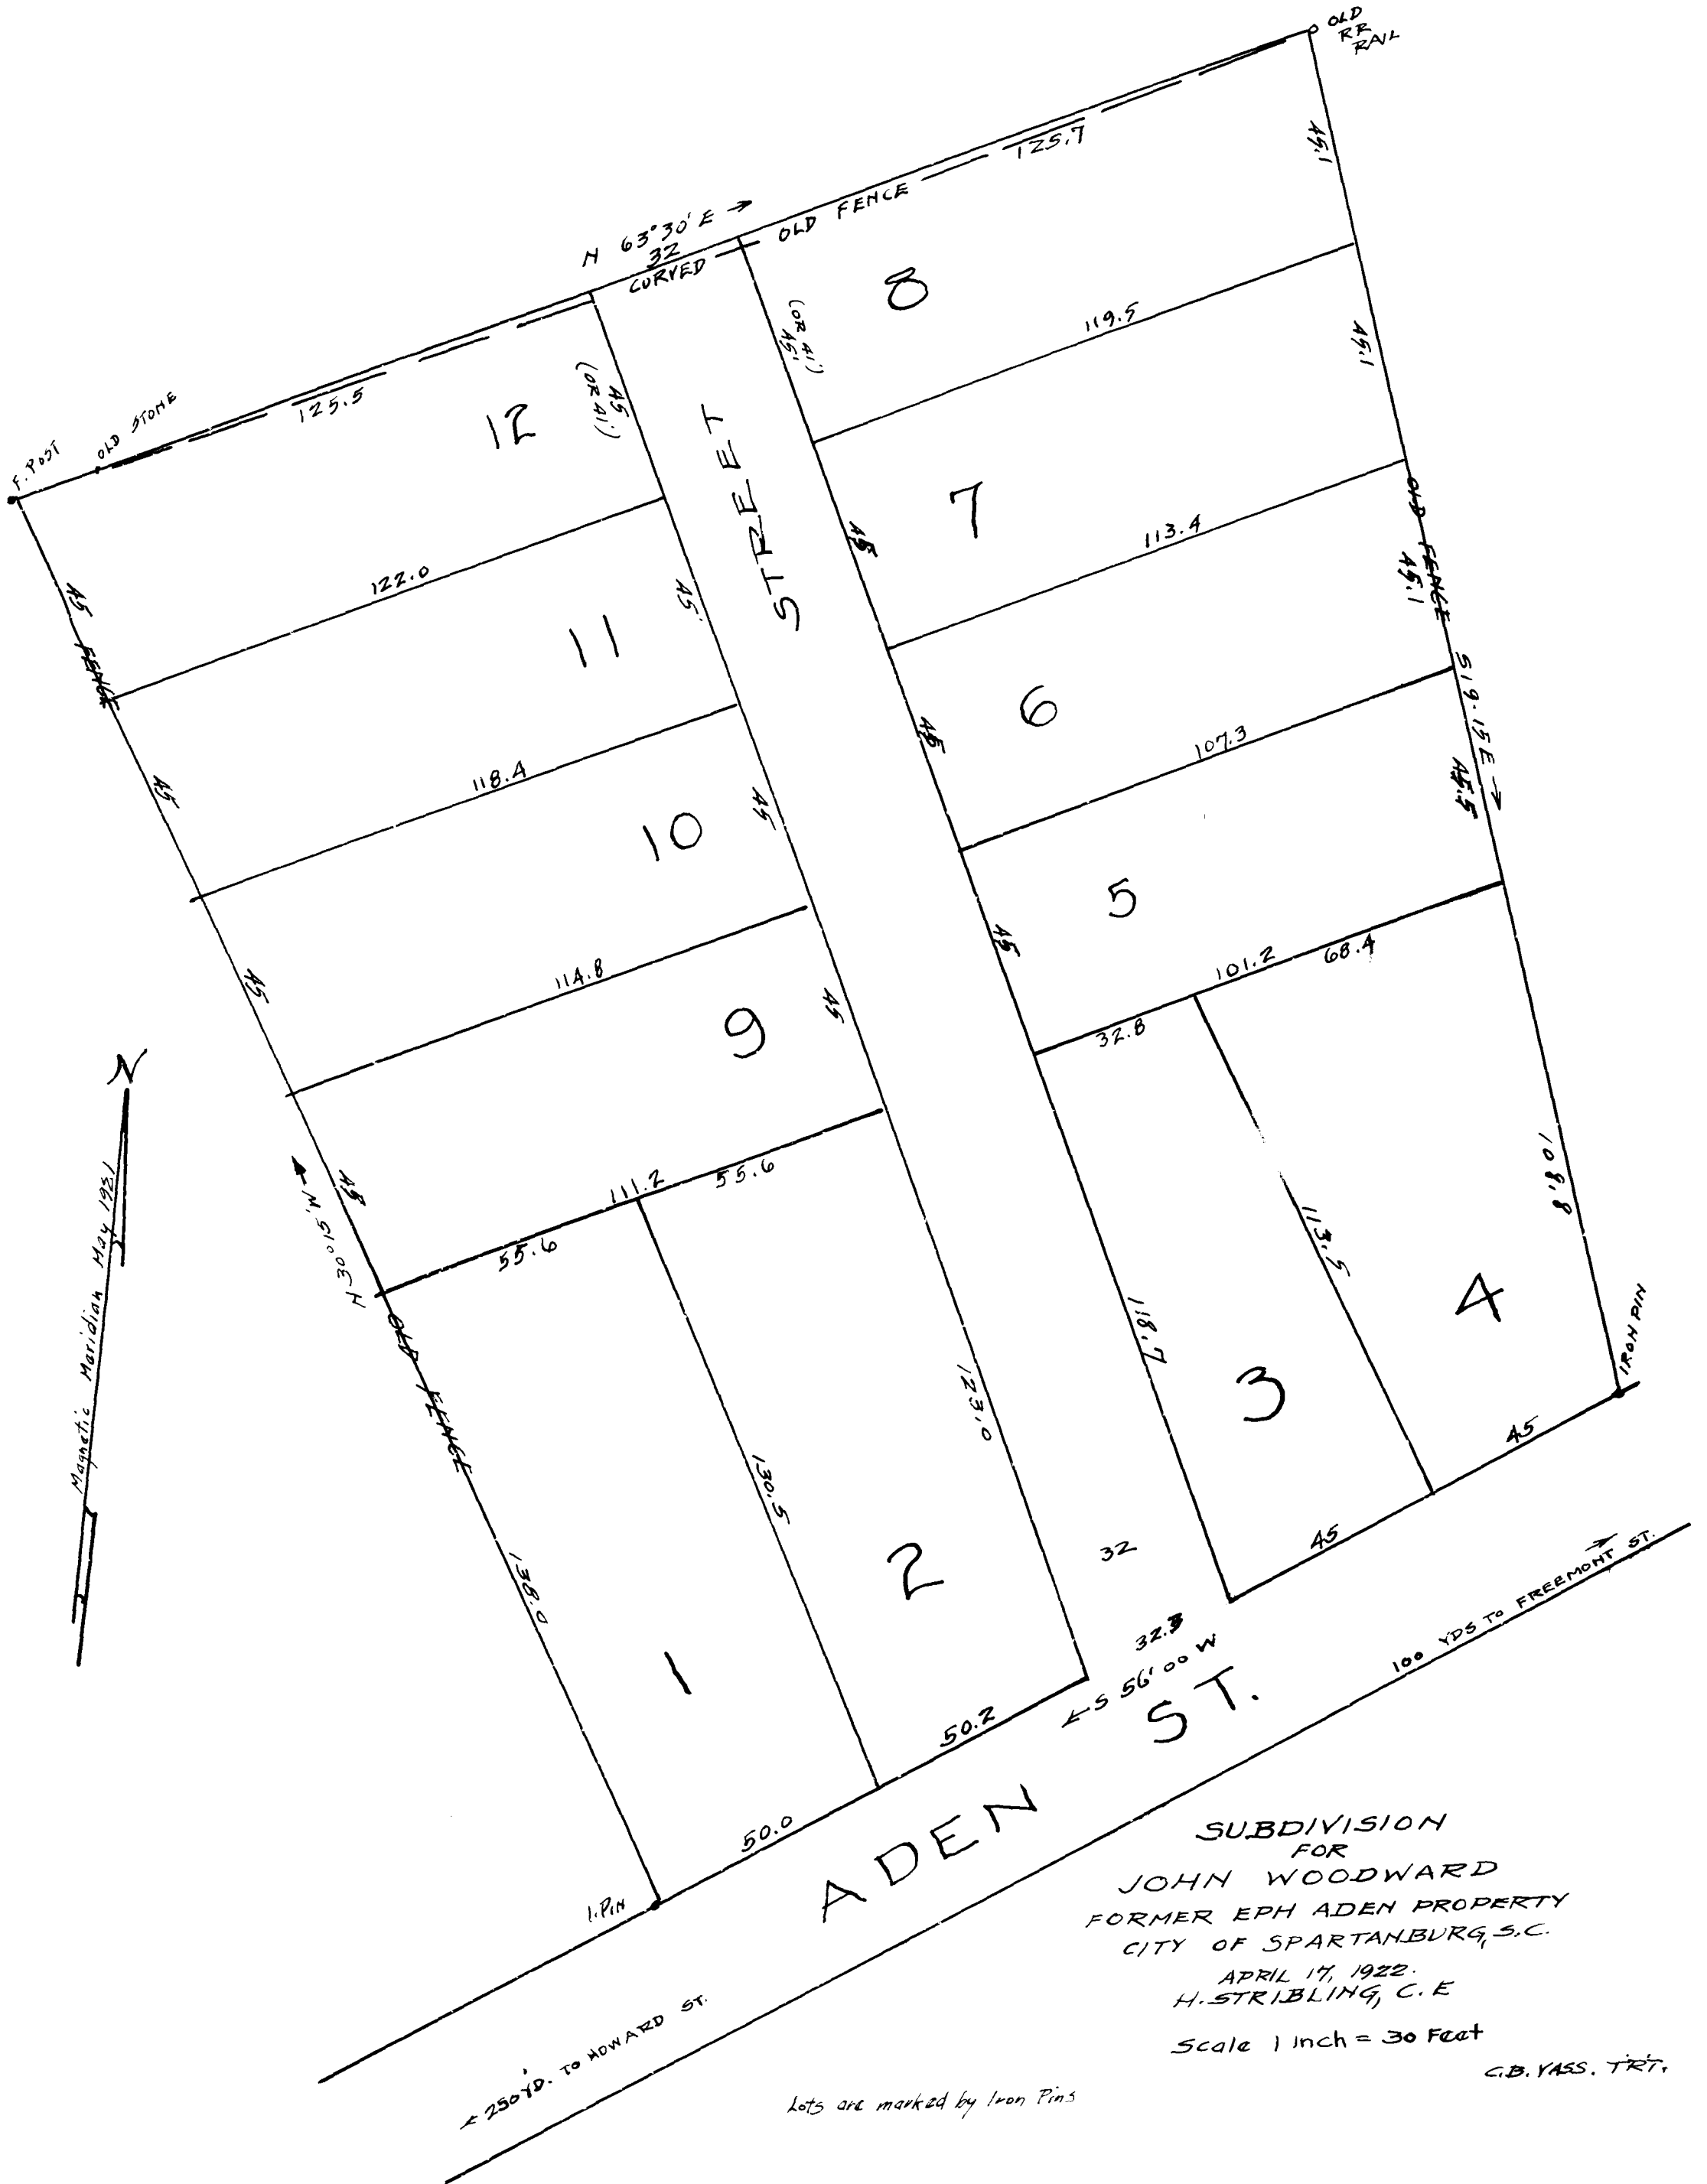 OLD
RR
RAIL
N 63°30' E →
32
CURVED
OLD FENCE
125.7
45.1
F. POST
OLD STONE
125.5
12
45
(OR 41')
(OR 41')
45'
8
119.5
45.1
STREET
45
FENCE
122.0
11
45'
45
7
113.4
OLD FENCE
45.1
45
118.4
10
45
45
6
107.3
S 19.15 E →
45.5
45
114.8
9
45
45
5
101.2
68.4
32.8
N
Magnetic Maridian May 1921
N 30°15' W
45
111.2
55.6
55.6
OLD FENCE
138.0
1
130.5
2
123.0
118.7
3
113.5
4
108.8
IRON PIN
45
45
32
32.3
← S 56' 00 W
50.2
50.0
I. PIN
ADEN ST.
100 YDS TO FREEMONT ST.
← 250 YD. TO HOWARD ST.
SUBDIVISION
FOR
JOHN WOODWARD
FORMER EPH ADEN PROPERTY
CITY OF SPARTANBURG, S.C.
APRIL 17, 1922.
H. STRIBLING, C. E
Scale 1 inch = 30 Feet
C.B. VASS. TRT.
Lots are marked by Iron Pins